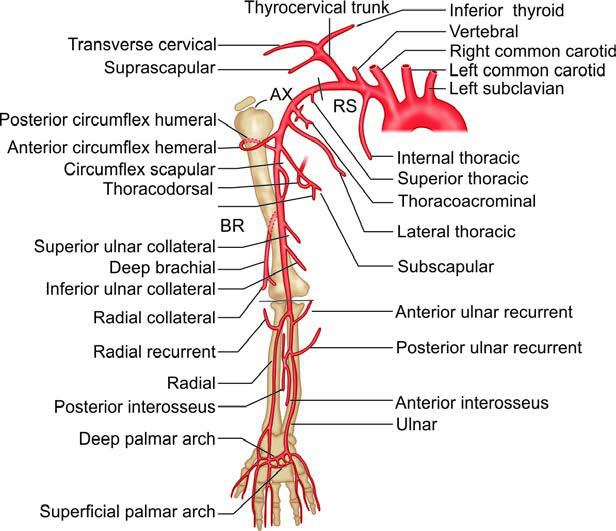 Thyrocervical trunk
Inferior thyroid
Vertebral
Transverse cervical
Right common carotid
Suprascapular
Left common carotid
Left subclavian
AX
RS
Posterior circumflex humeral
Anterior circumflex hemeral
Internal thoracic
Circumflex scapular
Superior thoracic
Thoracodorsal
Thoracoacrominal
BR
Lateral thoracic
Superior ulnar collateral
Deep brachial
Subscapular
Inferior ulnar collateral
Radial collateral
Anterior ulnar recurrent
Radial recurrent
Posterior ulnar recurrent
Radial
Posterior interosseus
Anterior interosseus
Ulnar
Deep palmar arch
Superficial palmar arch